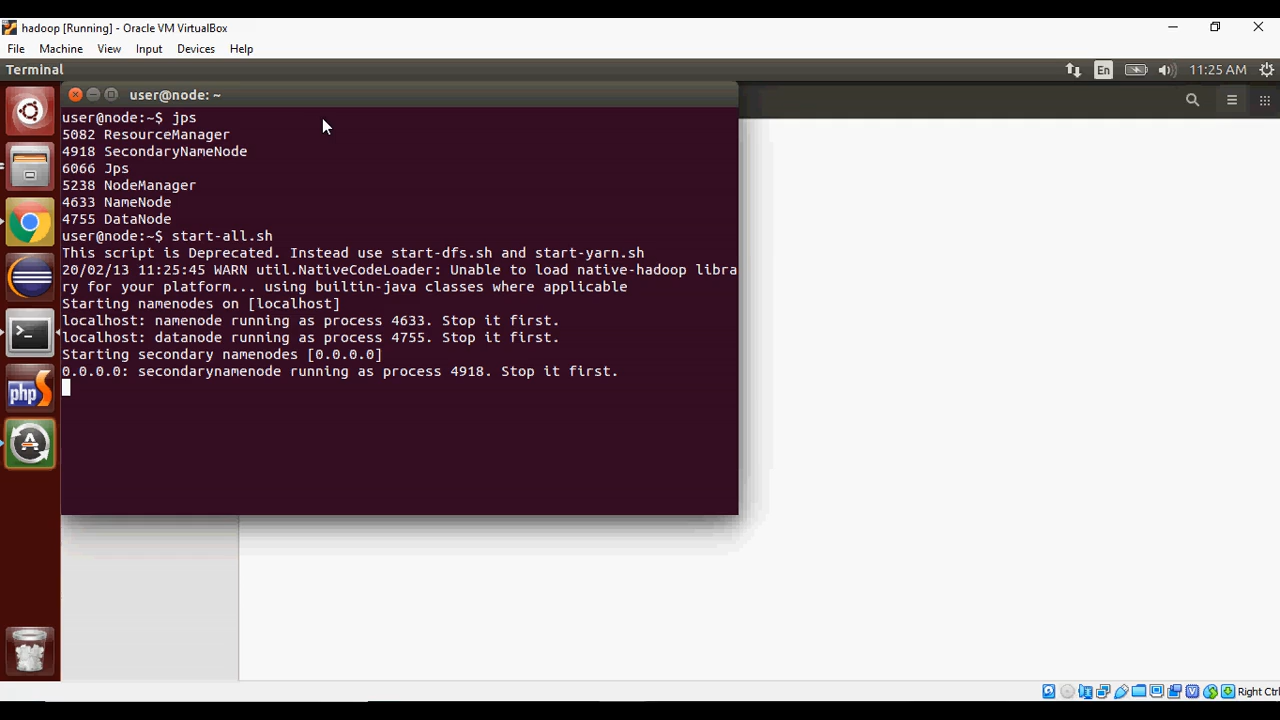 hadoop [Running] - Oracle VM VirtualBox
File Machine View Input Devices Help
Terminal
En
11:25 AM
user@node: ~
user@node:~$ jps
5082 ResourceManager
4918 SecondaryNameNode
6066 Jps
5238 NodeManager
4633 NameNode
4755 DataNode
user@node:~$ start-all.sh
This script is Deprecated. Instead use start-dfs.sh and start-yarn.sh
20/02/13 11:25:45 WARN util.NativeCodeLoader: Unable to load native-hadoop libra
ry for your platform... using builtin-java classes where applicable
Starting namenodes on [localhost]
localhost: namenode running as process 4633. Stop it first.
localhost: datanode running as process 4755. Stop it first.
Starting secondary namenodes [0.0.0.0]
0.0.0.0: secondarynamenode running as process 4918. Stop it first.
php
Right Ctrl